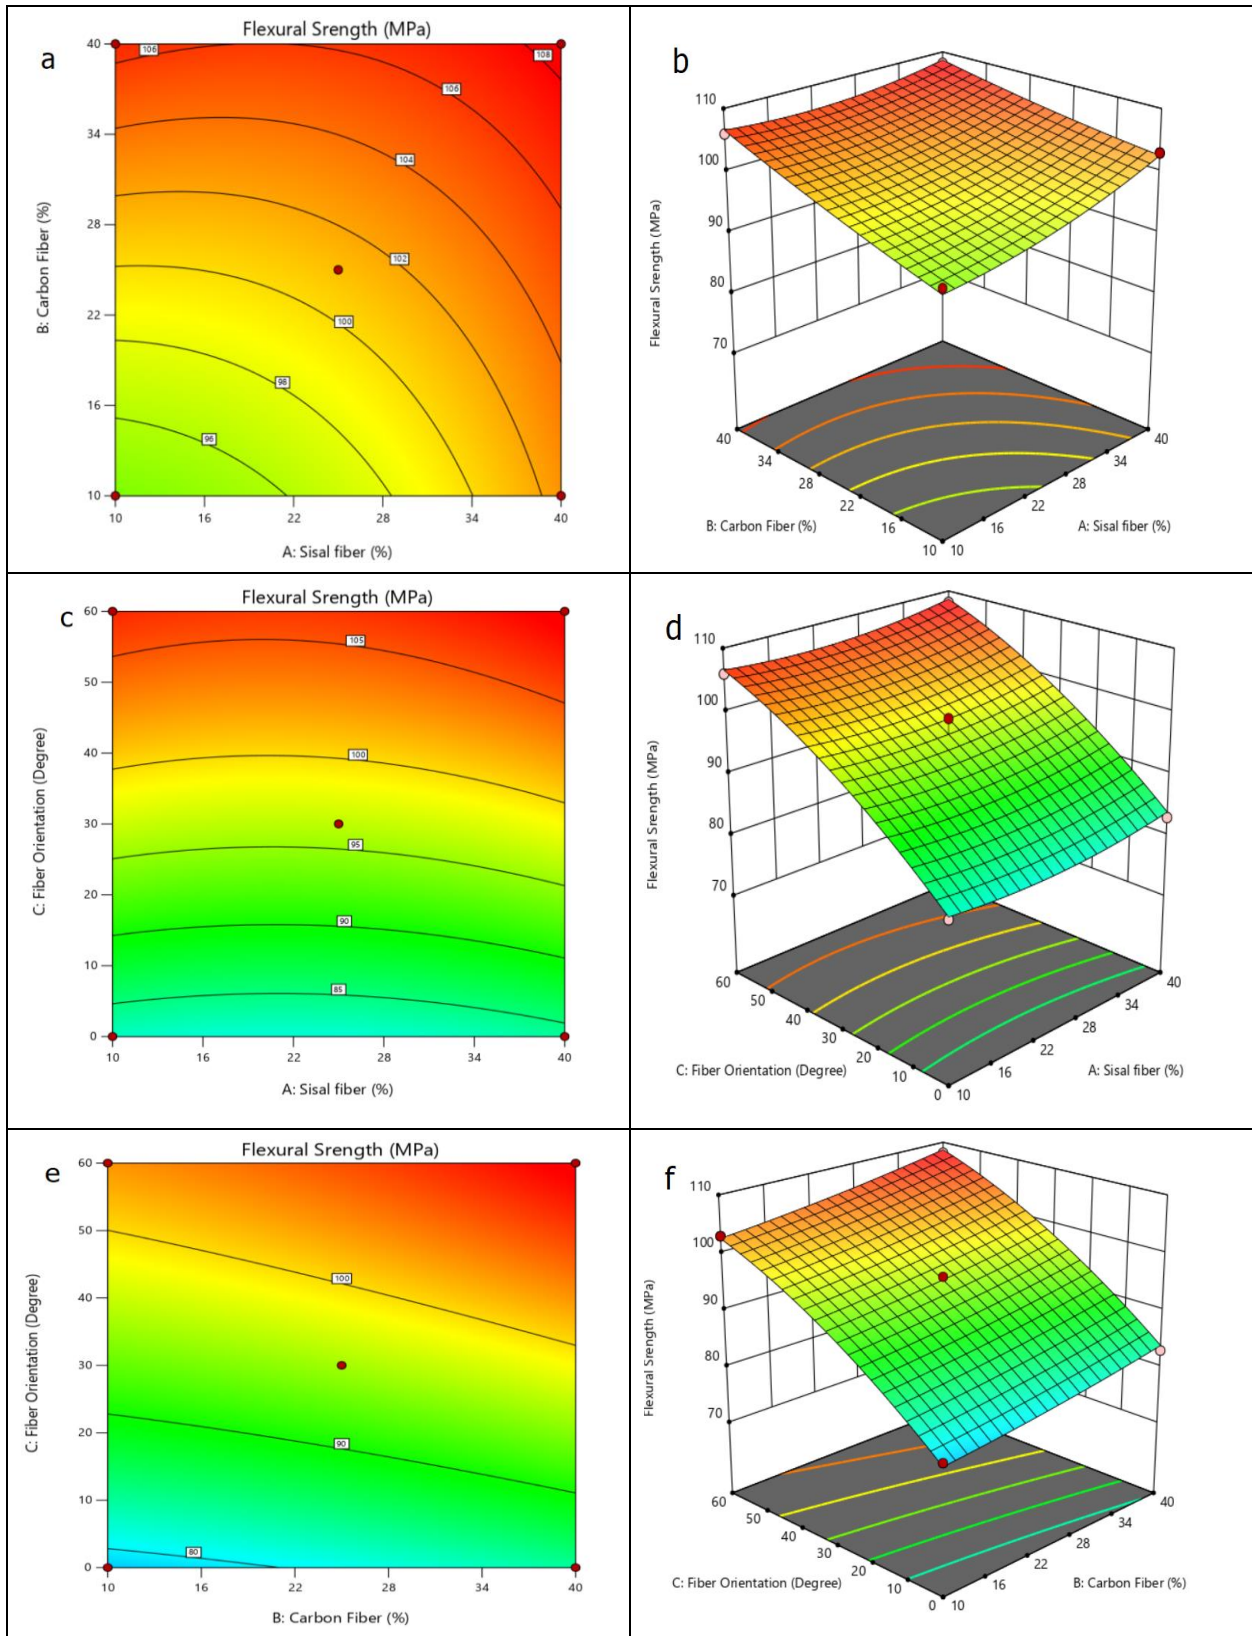 a
Flexural Srength (MPa)
40
34
28
22
16
10
B: Carbon Fiber (%)
106
108
106
104
102
100
98
96
10 16 22 28 34 40
A: Sisal fiber (%)
b
110
100
90
80
70
Flexural Srength (MPa)
40 40
34 34
28 28
22 22
16 16
10 10
B: Carbon Fiber (%) A: Sisal fiber (%)
c
Flexural Srength (MPa)
60
50
40
30
20
10
0
C: Fiber Orientation (Degree)
105
100
95
90
85
10 16 22 28 34 40
A: Sisal fiber (%)
d
110
100
90
80
70
Flexural Srength (MPa)
60 40
50 34
40 28
30 22
20 16
10
0 10
C: Fiber Orientation (Degree) A: Sisal fiber (%)
e
Flexural Srength (MPa)
60
50
40
30
20
10
0
C: Fiber Orientation (Degree)
100
90
80
10 16 22 28 34 40
B: Carbon Fiber (%)
f
110
100
90
80
70
Flexural Srength (MPa)
60 40
50 34
40 28
30 22
20 16
10
0 10
C: Fiber Orientation (Degree) B: Carbon Fiber (%)